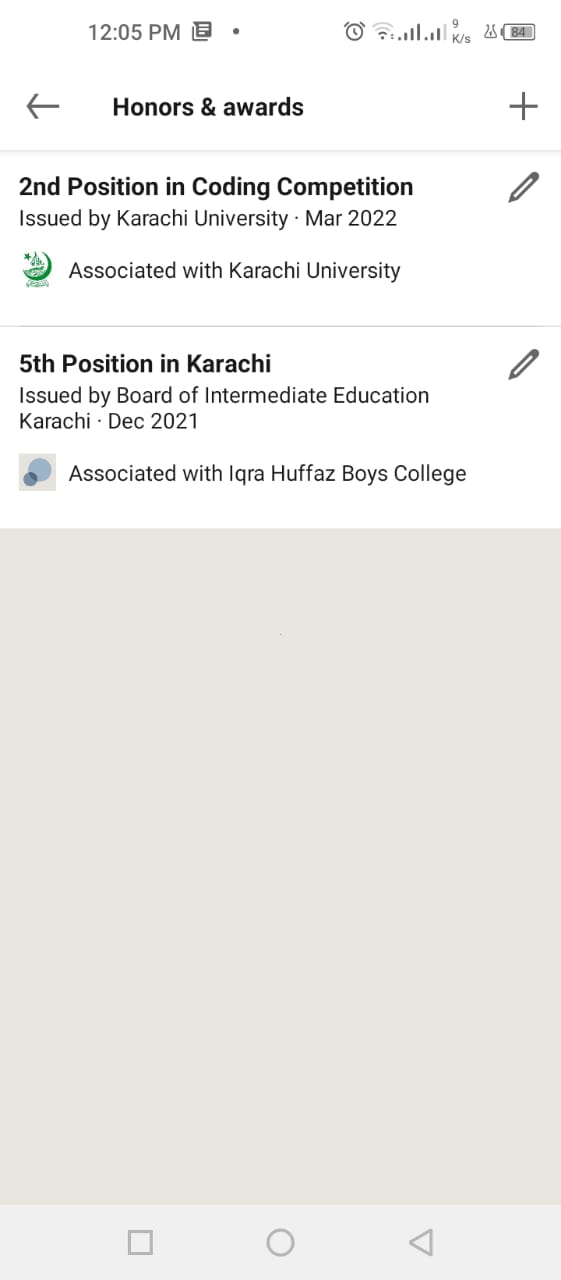 12:05 PM
9
K/s
84
Honors & awards
2nd Position in Coding Competition
Issued by Karachi University · Mar 2022
Associated with Karachi University
5th Position in Karachi
Issued by Board of Intermediate Education
Karachi · Dec 2021
Associated with Iqra Huffaz Boys College